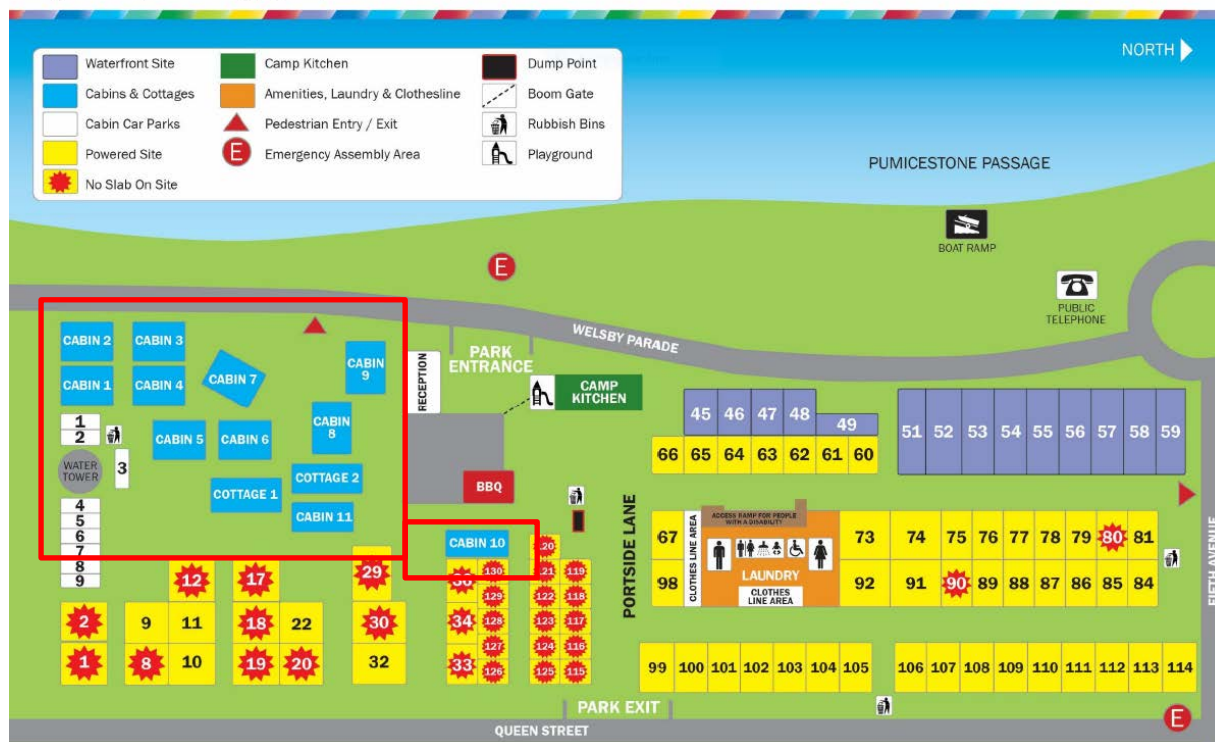 NORTH
Waterfront Site
Camp Kitchen
Dump Point
Cabins & Cottages
Amenities, Laundry & Clothesline
Boom Gate
Cabin Car Parks
Pedestrian Entry / Exit
Rubbish Bins
Powered Site
E
Emergency Assembly Area
Playground
No Slab On Site
PUMICESTONE PASSAGE
BOAT RAMP
E
PUBLIC
TELEPHONE
WELSBY PARADE
CABIN 2
CABIN 3
CABIN 1
CABIN 4
CABIN 7
CABIN
9
CABIN 5
CABIN 6
CABIN
8
COTTAGE 1
COTTAGE 2
CABIN 11
CABIN 10
1
2
3
WATER
TOWER
4
5
6
7
8
9
RECEPTION
PARK
ENTRANCE
CAMP
KITCHEN
BBQ
12
17
29
2
9
11
18
22
30
1
8
10
19
20
32
34
33
130
129
128
127
126
120
121
119
122
118
123
117
124
116
125
115
PORTSIDE LANE
45 46 47 48
49
66 65 64 63 62 61 60
51 52 53 54 55 56 57 58 59
67
98
CLOTHES LINE AREA
ACCESS RAMP FOR PEOPLE
WITH A DISABILITY
LAUNDRY
CLOTHES
LINE AREA
73 74 75 76 77 78 79 80 81
92 91 90 89 88 87 86 85 84
99 100 101 102 103 104 105
106 107 108 109 110 111 112 113 114
FIFTH AVENUE
PARK EXIT
QUEEN STREET
E